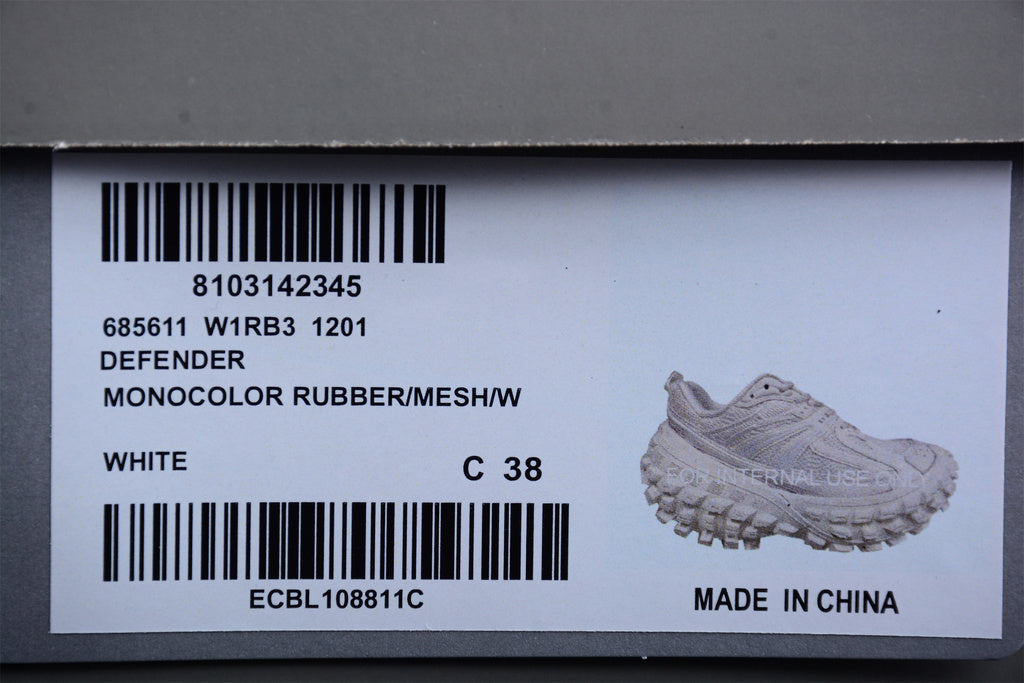 8103142345
685611 W1RB3 1201
DEFENDER
MONOCOLOR RUBBER/MESH/W
WHITE
C 38
FOR INTERNAL USE ONLY
ECBL108811C
MADE IN CHINA